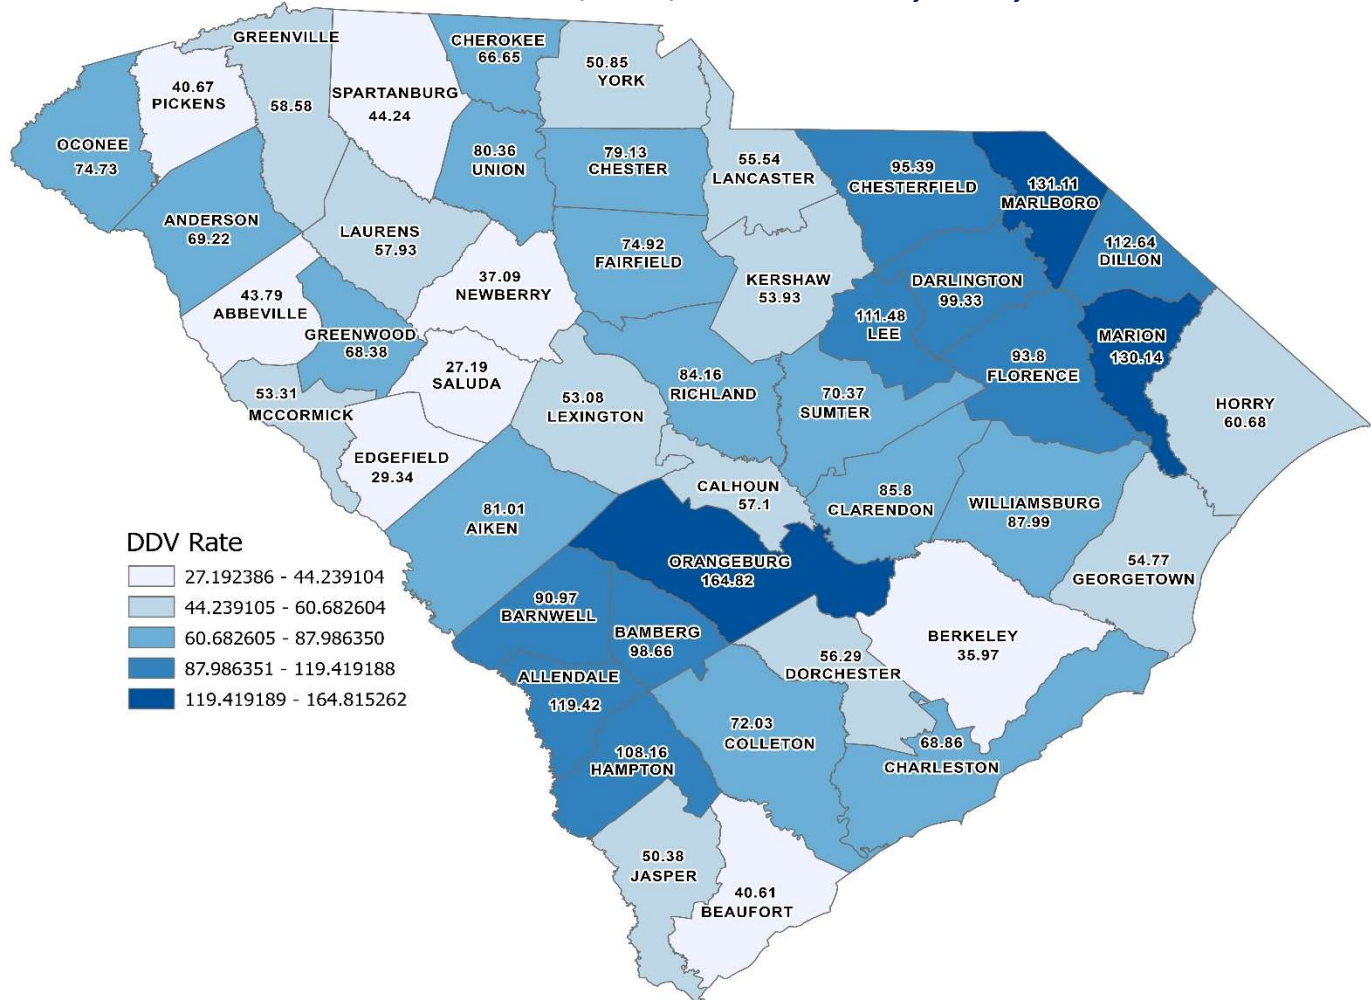 GREENVILLE
58.58
CHEROKEE
66.65
50.85
YORK
40.67
PICKENS
SPARTANBURG
44.24
OCONEE
74.73
80.36
UNION
79.13
CHESTER
55.54
LANCASTER
95.39
CHESTERFIELD
131.11
MARLBORO
112.64
DILLON
ANDERSON
69.22
LAURENS
57.93
74.92
FAIRFIELD
KERSHAW
53.93
DARLINGTON
99.33
37.09
NEWBERRY
43.79
ABBEVILLE
GREENWOOD
68.38
111.48
LEE
MARION
130.14
93.8
FLORENCE
27.19
SALUDA
53.31
MCCORMICK
53.08
LEXINGTON
84.16
RICHLAND
70.37
SUMTER
HORRY
60.68
EDGEFIELD
29.34
CALHOUN
57.1
85.8
CLARENDON
WILLIAMSBURG
87.99
81.01
AIKEN
ORANGEBURG
164.82
54.77
GEORGETOWN
DDV Rate
27.192386 - 44.239104
44.239105 - 60.682604
60.682605 - 87.986350
87.986351 - 119.419188
119.419189 - 164.815262
90.97
BARNWELL
BAMBERG
98.66
BERKELEY
35.97
56.29
DORCHESTER
ALLENDALE
119.42
72.03
COLLETON
68.86
CHARLESTON
108.16
HAMPTON
50.38
JASPER
40.61
BEAUFORT